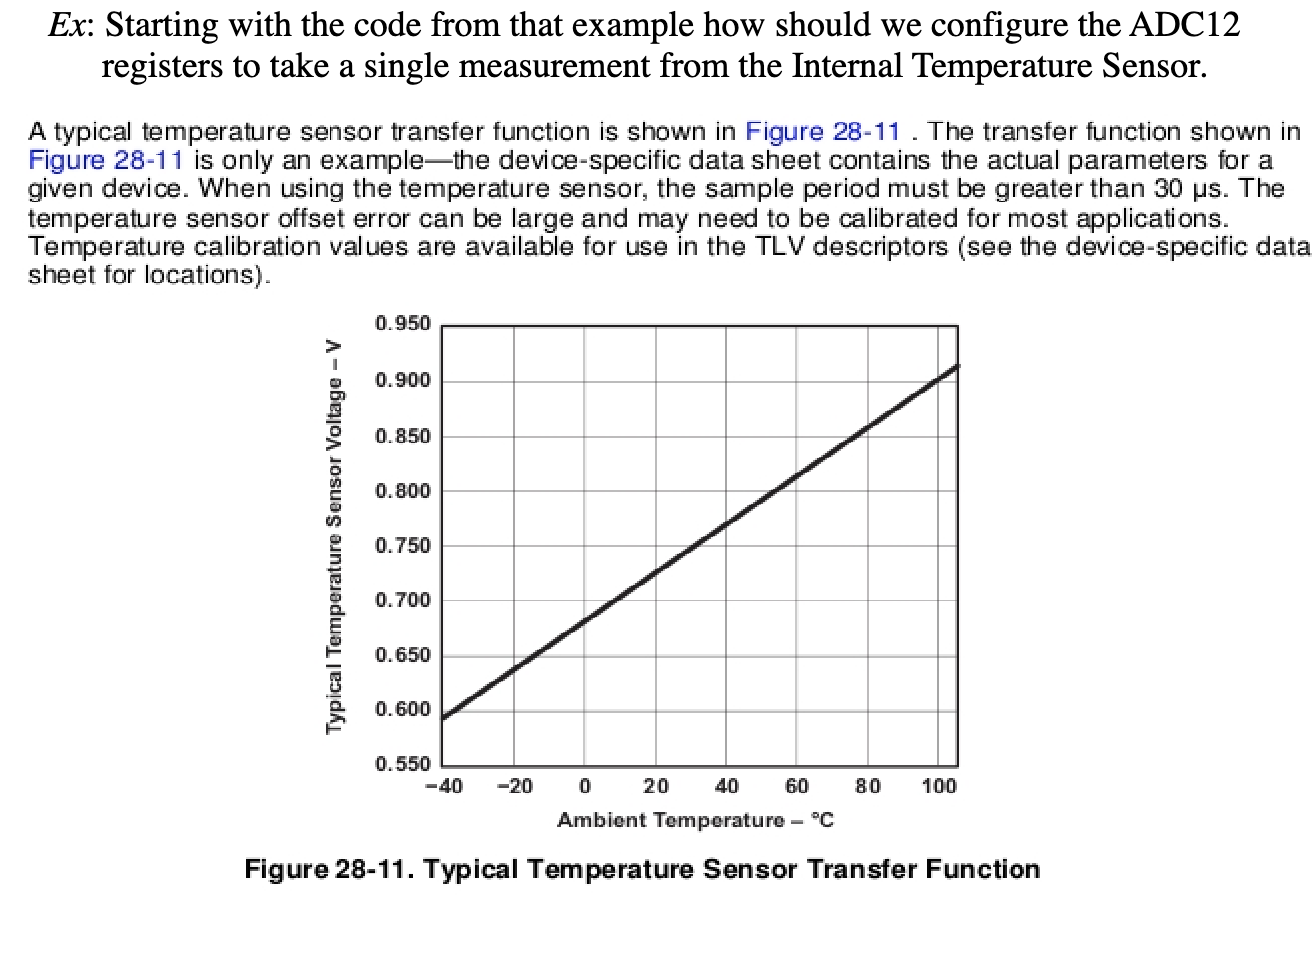 Ex: Starting with the code from that example how should we configure the ADC12
registers to take a single measurement from the Internal Temperature Sensor.
A typical temperature sensor transfer function is shown in Figure 28-11 . The transfer function shown in
Figure 28-11 is only an example—the device-specific data sheet contains the actual parameters for a
given device. When using the temperature sensor, the sample period must be greater than 30 µs. The
temperature sensor offset error can be large and may need to be calibrated for most applications.
Temperature calibration values are available for use in the TLV descriptors (see the device-specific data
sheet for locations).
Typical Temperature Sensor Voltage – V
0.950
0.900
0.850
0.800
0.750
0.700
0.650
0.600
0.550
−40 −20 0 20 40 60 80 100
Ambient Temperature – °C
Figure 28-11. Typical Temperature Sensor Transfer Function